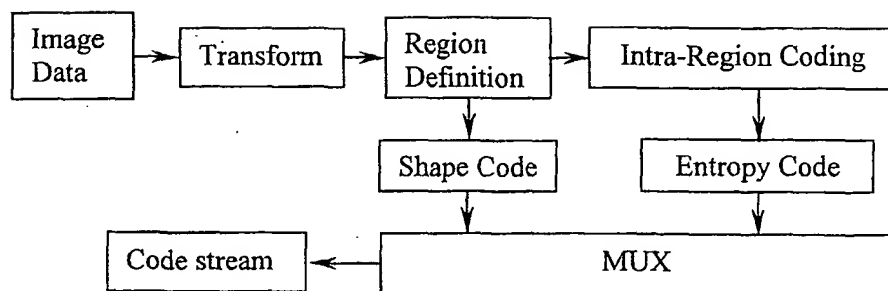 Image
Data
Transform
Region
Definition
Intra-Region Coding
Shape Code
Entropy Code
Code stream
MUX